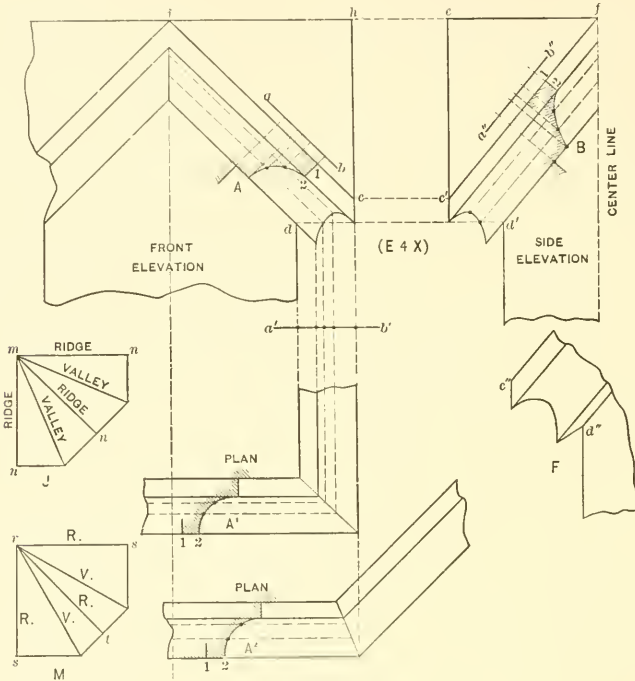 i h c f
b"
a 2
a"
1
A 2 b B
c c'
d d'
(E 4 X)
FRONT
ELEVATION
SIDE
ELEVATION
CENTER LINE
a' b'
RIDGE
m n
VALLEY
RIDGE
RIDGE
VALLEY
n
n
J
c"
d"
F
PLAN
A'
1 2
R.
r s
V.
R.
R. V.
t
s
M
PLAN
A'
1 2